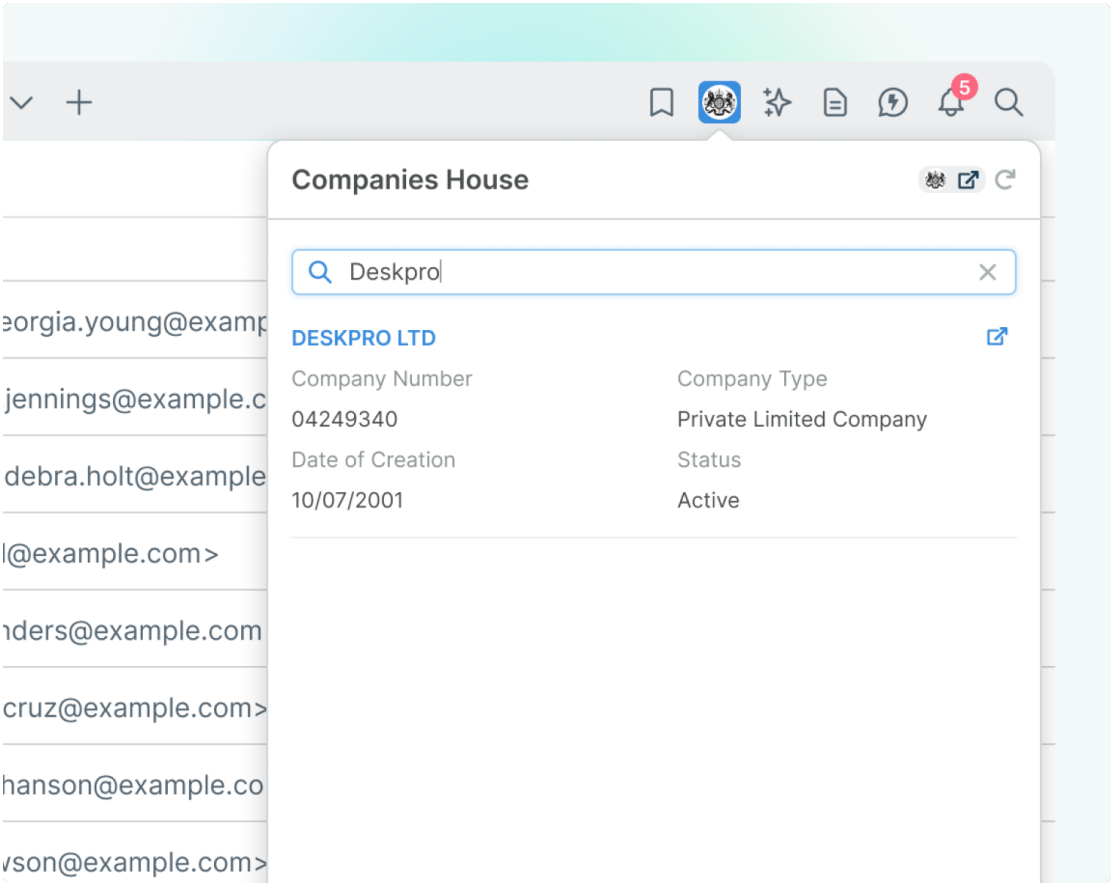 5
Companies House
Deskpro
DESKPRO LTD
Company Number Company Type
04249340 Private Limited Company
Date of Creation Status
10/07/2001 Active
eorgia.young@examp
jennings@example.c
debra.holt@example
@example.com>
nders@example.com
cruz@example.com>
hanson@example.co
wson@example.com>